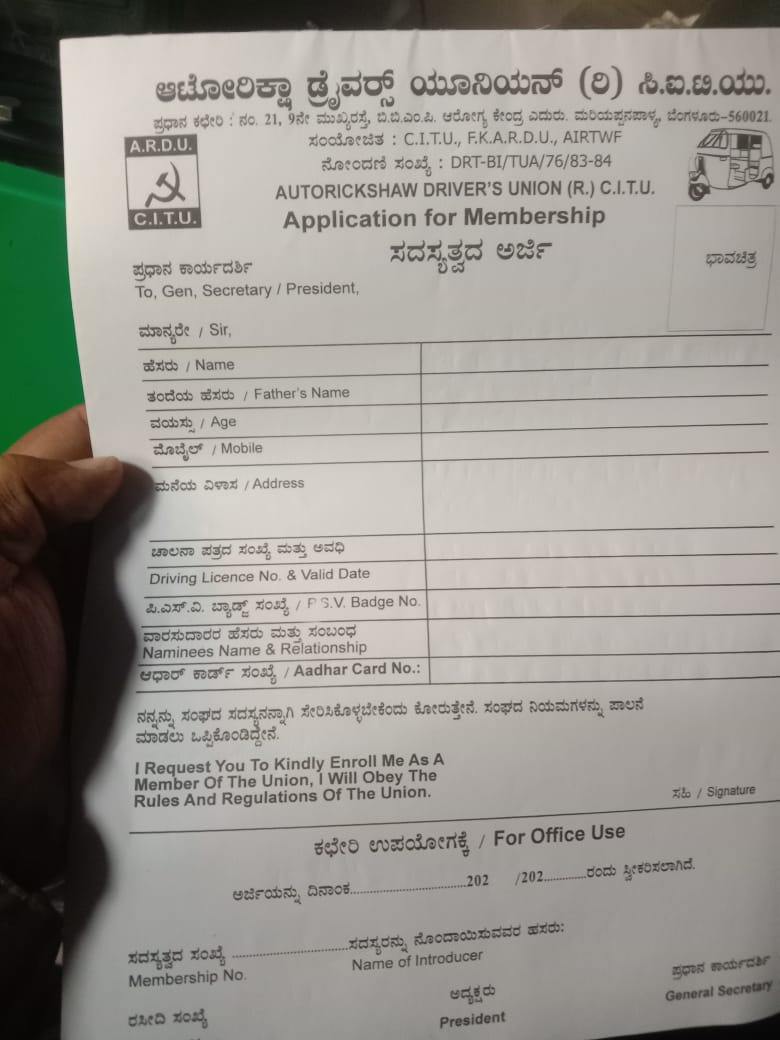 ಆಟೋರಿಕ್ಷಾ ಡ್ರೈವರ್ಸ್ ಯೂನಿಯನ್ (ರಿ) ಸಿ.ಐ.ಟಿ.ಯು.
ಪ್ರಧಾನ ಕಛೇರಿ : ನಂ. 21, 9ನೇ ಮುಖ್ಯರಸ್ತೆ, ಬಿ.ಬಿ.ಎಂ.ಪಿ. ಆರೋಗ್ಯ ಕೇಂದ್ರ ಎದುರು. ಮರಿಯಪ್ಪನಪಾಳ್ಯ, ಬೆಂಗಳೂರು-560021.
A.R.D.U.
C.I.T.U.
ಸಂಯೋಜಿತ : C.I.T.U., F.K.A.R.D.U., AIRTWF
ನೋಂದಣಿ ಸಂಖ್ಯೆ : DRT-BI/TUA/76/83-84
AUTORICKSHAW DRIVER'S UNION (R.) C.I.T.U.
Application for Membership
ಸದಸ್ಯತ್ವದ ಅರ್ಜಿ
ಭಾವಚಿತ್ರ
ಪ್ರಧಾನ ಕಾರ್ಯದರ್ಶಿ
To, Gen, Secretary / President,
ಮಾನ್ಯರೇ / Sir,
ಹೆಸರು / Name
ತಂದೆಯ ಹೆಸರು / Father's Name
ವಯಸ್ಸು / Age
ಮೊಬೈಲ್ / Mobile
ಮನೆಯ ವಿಳಾಸ / Address
ಚಾಲನಾ ಪತ್ರದ ಸಂಖ್ಯೆ ಮತ್ತು ಅವಧಿ
Driving Licence No. & Valid Date
ಪಿ.ಎಸ್.ವಿ. ಬ್ಯಾಡ್ಜ್ ಸಂಖ್ಯೆ / P.S.V. Badge No.
ವಾರಸುದಾರರ ಹೆಸರು ಮತ್ತು ಸಂಬಂಧ
Naminees Name & Relationship
ಆಧಾರ್ ಕಾರ್ಡ್ ಸಂಖ್ಯೆ / Aadhar Card No.:
ನನ್ನನ್ನು ಸಂಘದ ಸದಸ್ಯನನ್ನಾಗಿ ಸೇರಿಸಿಕೊಳ್ಳಬೇಕೆಂದು ಕೋರುತ್ತೇನೆ. ಸಂಘದ ನಿಯಮಗಳನ್ನು ಪಾಲನೆ
ಮಾಡಲು ಒಪ್ಪಿಕೊಂಡಿದ್ದೇನೆ.
I Request You To Kindly Enroll Me As A
Member Of The Union, I Will Obey The
Rules And Regulations Of The Union.
ಸಹಿ / Signature
ಕಛೇರಿ ಉಪಯೋಗಕ್ಕೆ / For Office Use
ಅರ್ಜಿಯನ್ನು ದಿನಾಂಕ..................................202 /202.............ರಂದು ಸ್ವೀಕರಿಸಲಾಗಿದೆ.
ಸದಸ್ಯತ್ವದ ಸಂಖ್ಯೆ .................................ಸದಸ್ಯರನ್ನು ನೊಂದಾಯಿಸುವವರ ಹಸರು:
Membership No. Name of Introducer
ರಸೀದಿ ಸಂಖ್ಯೆ
ಅಧ್ಯಕ್ಷರು
President
ಪ್ರಧಾನ ಕಾರ್ಯದರ್ಶಿ
General Secretary